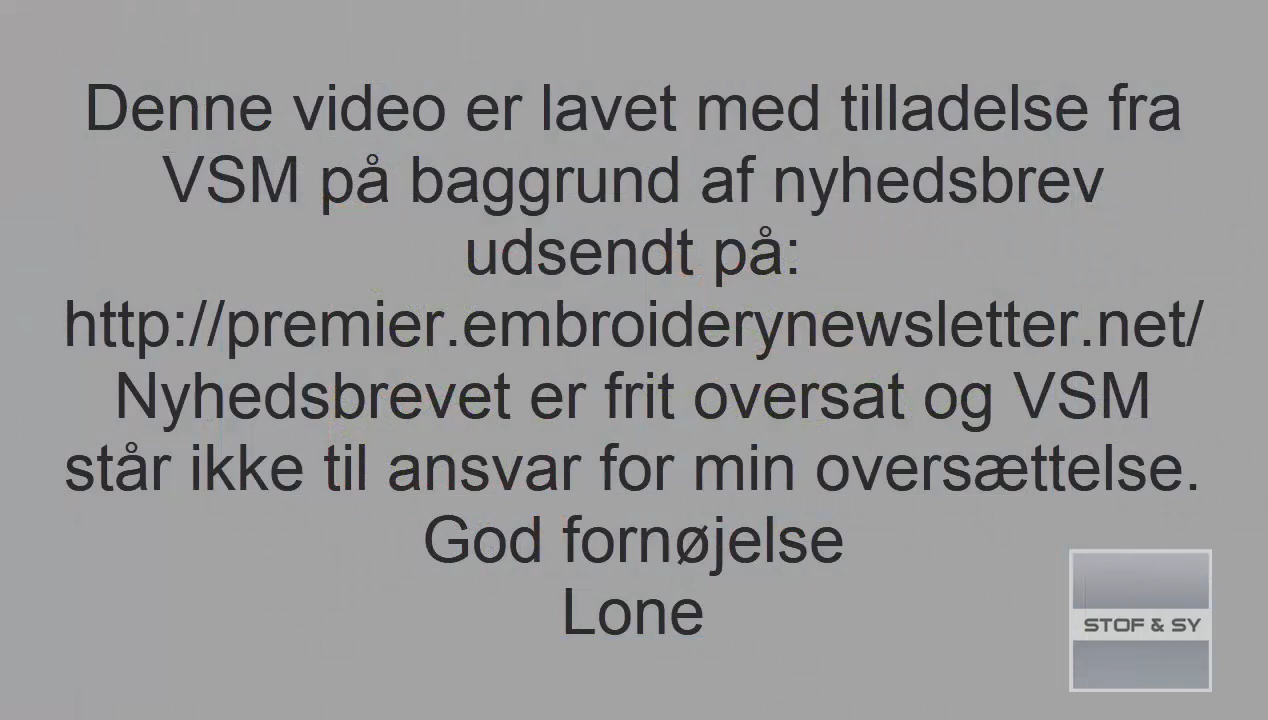 Denne video er lavet med tilladelse fra
VSM på baggrund af nyhedsbrev
udsendt på:
http://premier.embroiderynewsletter.net/
Nyhedsbrevet er frit oversat og VSM
står ikke til ansvar for min oversættelse.
God fornøjelse
Lone
STOF & SY